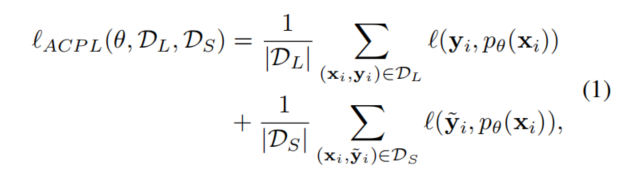 ℓ_{ACPL}(θ, 𝒟_L, 𝒟_S) = \frac{1}{|𝒟_L|} \sum_{(𝐱_i, 𝐲_i) ∈ 𝒟_L} ℓ(𝐲_i, p_θ(𝐱_i))
+ \frac{1}{|𝒟_S|} \sum_{(𝐱_i, \tilde{𝐲}_i) ∈ 𝒟_S} ℓ(\tilde{𝐲}_i, p_θ(𝐱_i)), (1)